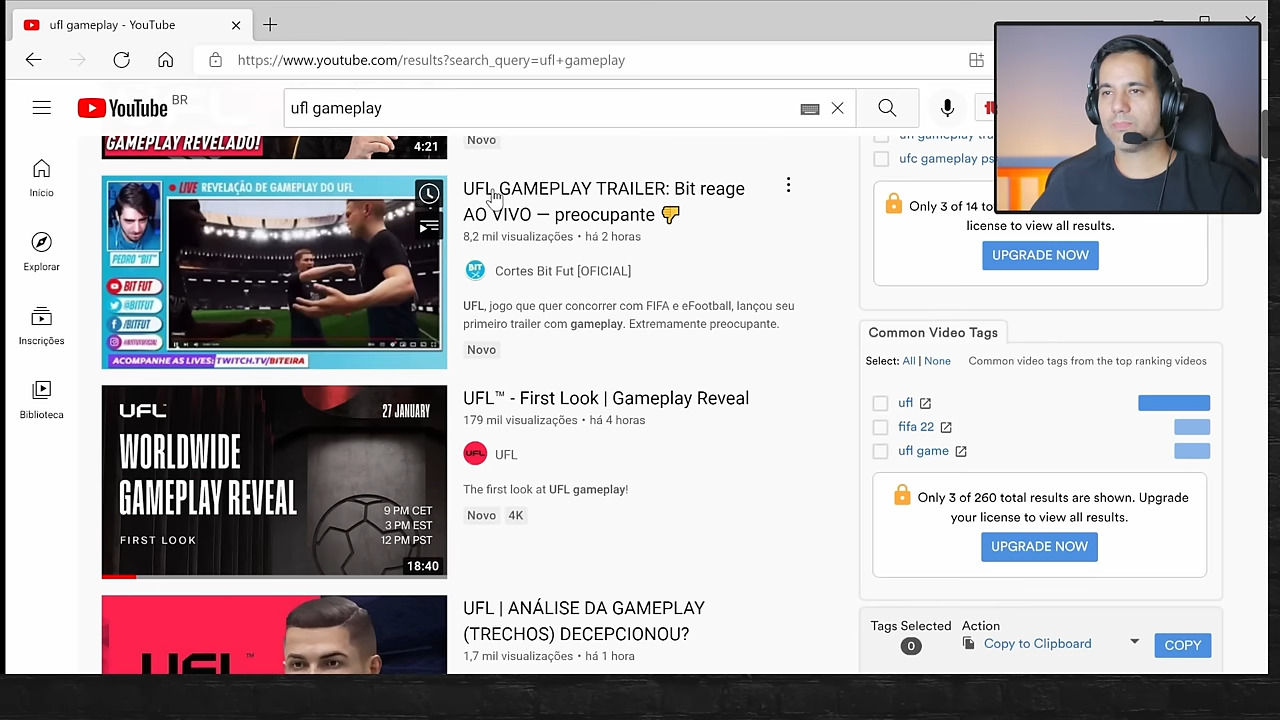 ufl gameplay - YouTube
https://www.youtube.com/results?search_query=ufl+gameplay
YouTube BR
ufl gameplay
GAMEPLAY REVELADO!
4:21
Novo
Início
Explorar
Inscrições
Biblioteca
LIVE REVELAÇÃO DE GAMEPLAY DO UFL
PEDRO "BIT"
BIT FUT
@BITFUT
/BITFUT
@BITFUTOFICIAL
ACOMPANHE AS LIVES: TWITCH.TV/BITEIRA
UFL GAMEPLAY TRAILER: Bit reage
AO VIVO — preocupante 👎
8,2 mil visualizações • há 2 horas
BIT FUT
Cortes Bit Fut [OFICIAL]
UFL, jogo que quer concorrer com FIFA e eFootball, lançou seu
primeiro trailer com gameplay. Extremamente preocupante.
Novo
UFL™
27 JANUARY
WORLDWIDE
GAMEPLAY REVEAL
FIRST LOOK
9 PM CET
3 PM EST
12 PM PST
18:40
UFL™ - First Look | Gameplay Reveal
179 mil visualizações • há 4 horas
UFL
UFL
The first look at UFL gameplay!
Novo 4K
UFL™
UFL | ANÁLISE DA GAMEPLAY
(TRECHOS) DECEPCIONOU?
1,7 mil visualizações • há 1 hora
ufl gameplay tra
ufc gameplay ps
Only 3 of 14 to
license to view all results.
UPGRADE NOW
Common Video Tags
Select: All | None Common video tags from the top ranking videos
ufl
fifa 22
ufl game
Only 3 of 260 total results are shown. Upgrade
your license to view all results.
UPGRADE NOW
Tags Selected
0
Action
Copy to Clipboard
COPY